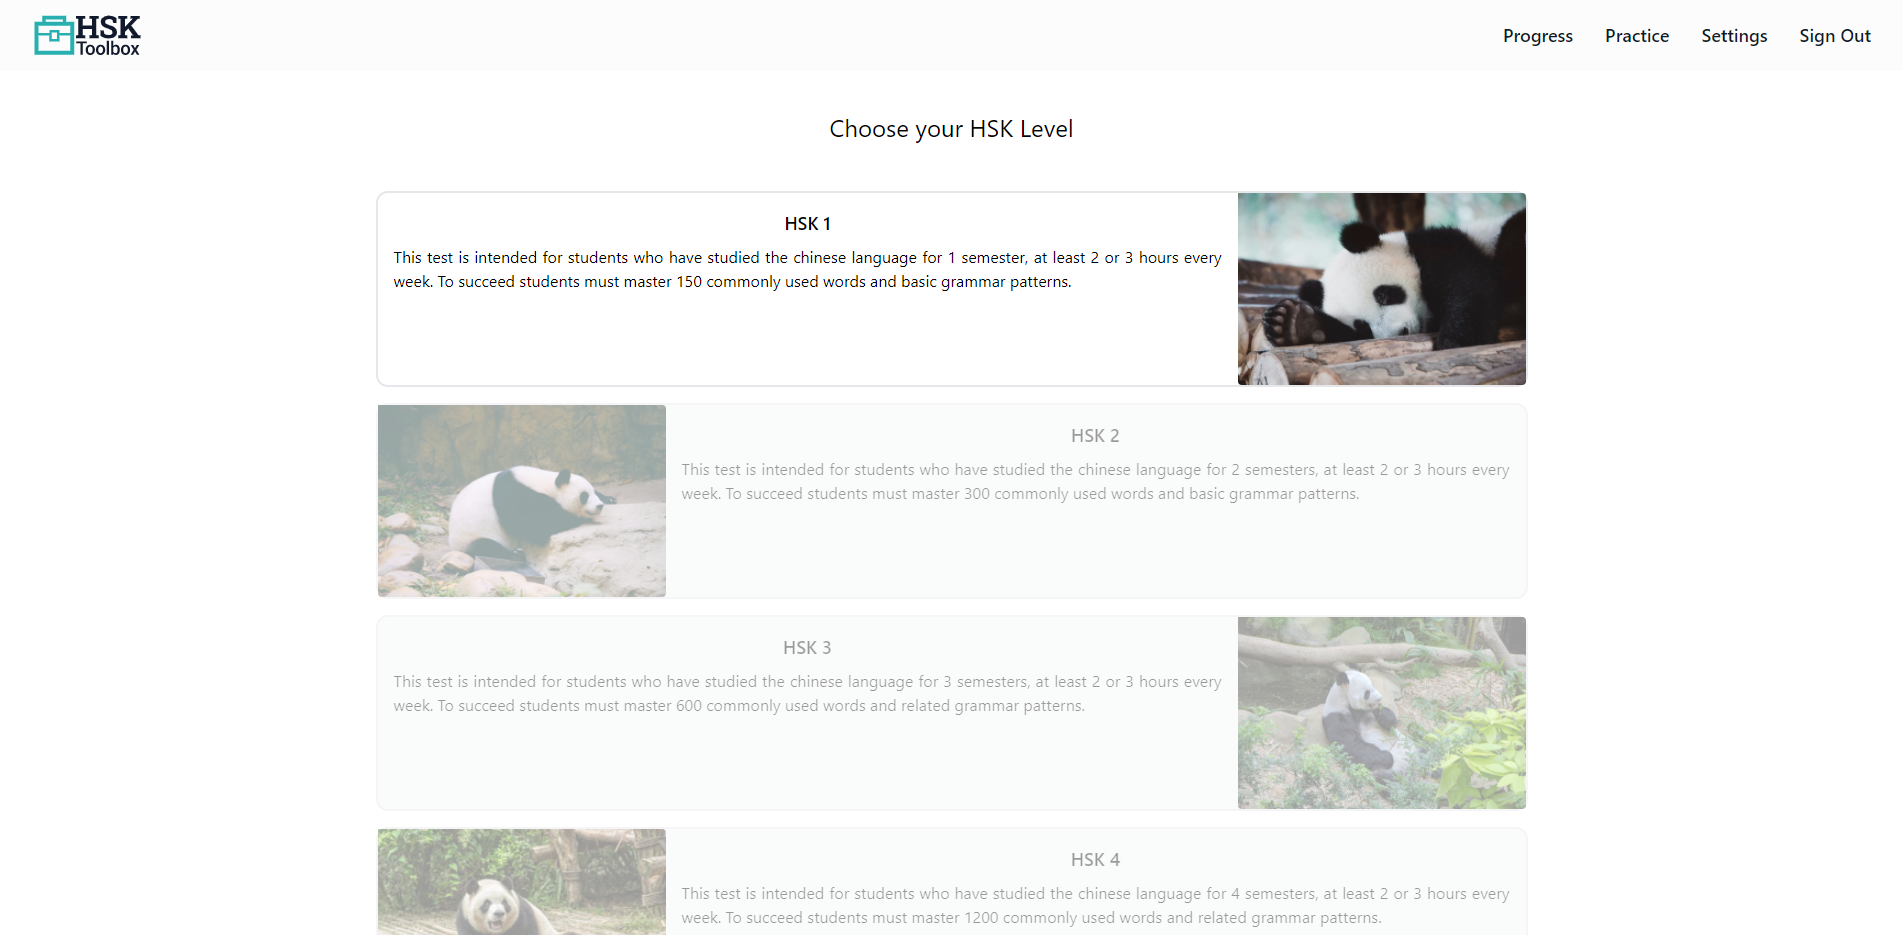 HSK
Toolbox
Progress
Practice
Settings
Sign Out
Choose your HSK Level
HSK 1
This test is intended for students who have studied the chinese language for 1 semester, at least 2 or 3 hours every
week. To succeed students must master 150 commonly used words and basic grammar patterns.
HSK 2
This test is intended for students who have studied the chinese language for 2 semesters, at least 2 or 3 hours every
week. To succeed students must master 300 commonly used words and basic grammar patterns.
HSK 3
This test is intended for students who have studied the chinese language for 3 semesters, at least 2 or 3 hours every
week. To succeed students must master 600 commonly used words and related grammar patterns.
HSK 4
This test is intended for students who have studied the chinese language for 4 semesters, at least 2 or 3 hours every
week. To succeed students must master 1200 commonly used words and related grammar patterns.